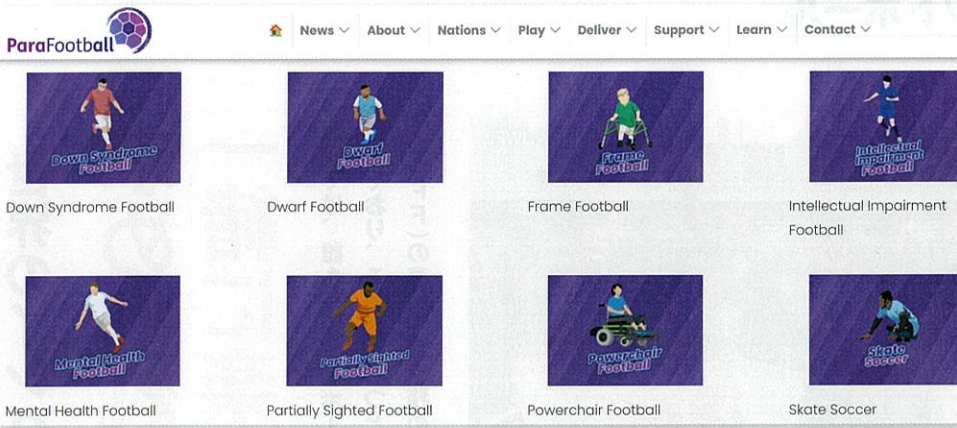 ParaFootball
News About Nations Play Deliver Support Learn Contact
Down Syndrome
Football
Dwarf
Football
Frame
Football
Intellectual
Impairment
Football
Down Syndrome Football
Dwarf Football
Frame Football
Intellectual Impairment
Football
Mental Health
Football
Partially Sighted
Football
Powerchair
Football
Skate
Soccer
Mental Health Football
Partially Sighted Football
Powerchair Football
Skate Soccer